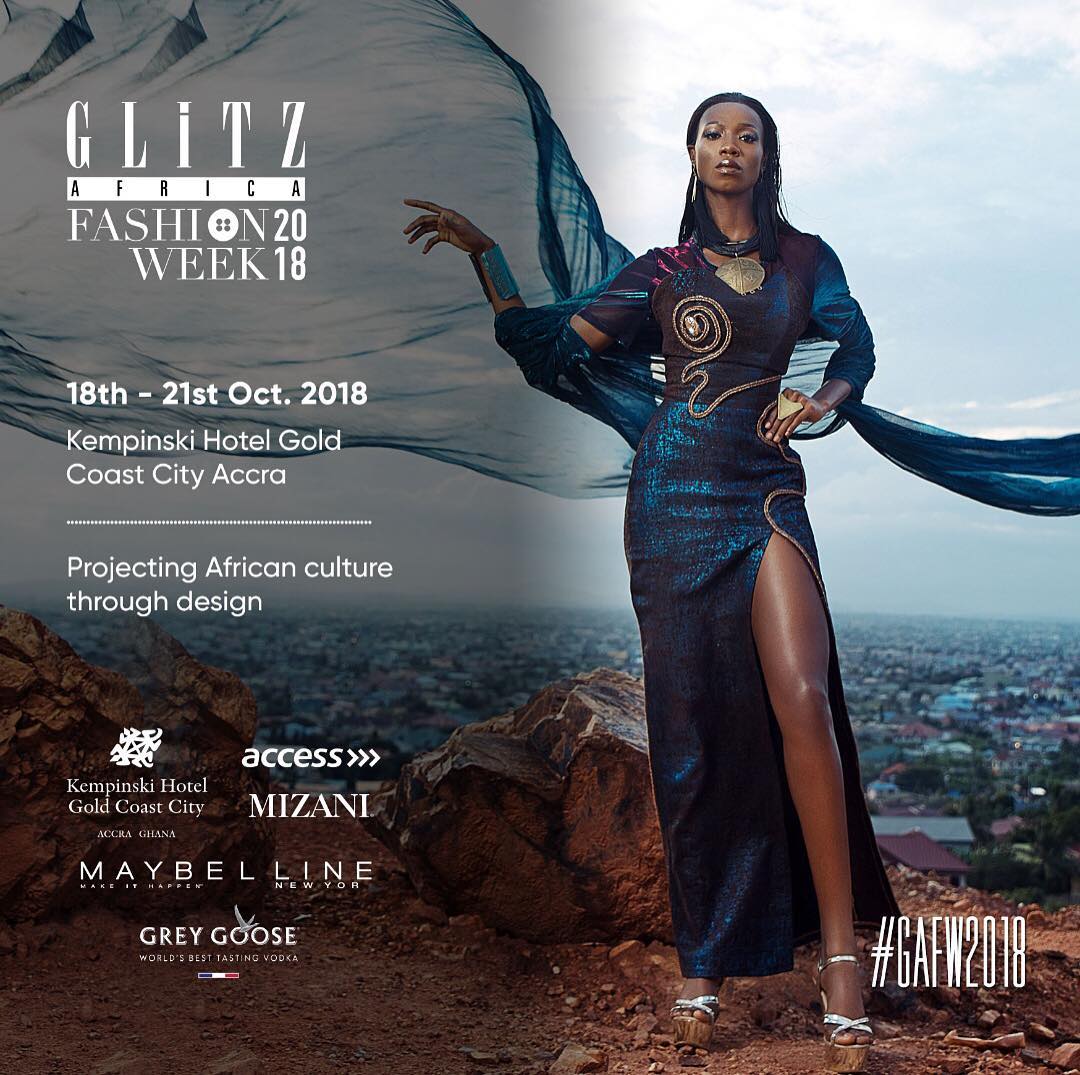 GLiTZ
AFRICA
FASHION 20
WEEK 18
18th - 21st Oct. 2018
Kempinski Hotel Gold
Coast City Accra
Projecting African culture
through design
Kempinski Hotel
Gold Coast City
ACCRA GHANA
access>>>
MIZANI
MAYBELLINE
MAKE IT HAPPEN™ NEW YOR
GREY GOOSE
WORLD'S BEST TASTING VODKA
#GAFW2018